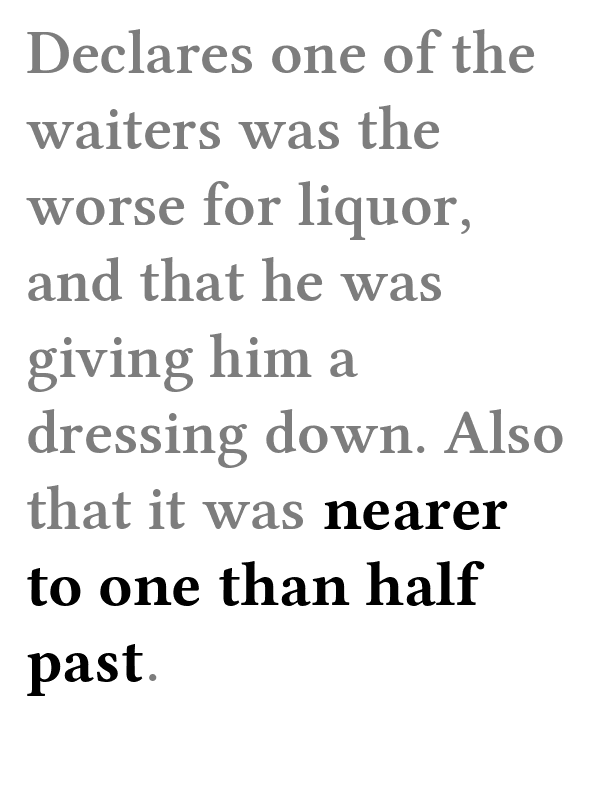 Declares one of the
waiters was the
worse for liquor,
and that he was
giving him a
dressing down. Also
that it was nearer
to one than half
past.